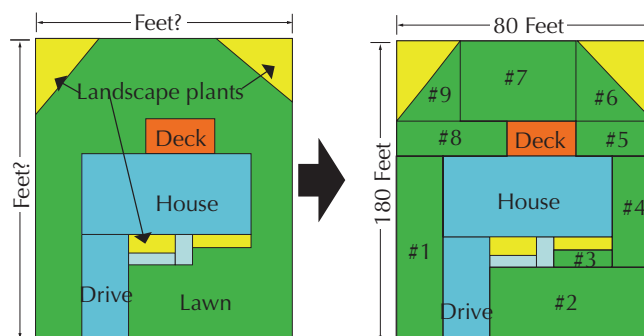 Feet?
Feet?
Landscape plants
Deck
House
Drive
Lawn
80 Feet
180 Feet
#9
#7
#6
#8
Deck
#5
House
#4
#1
#3
#2
Drive